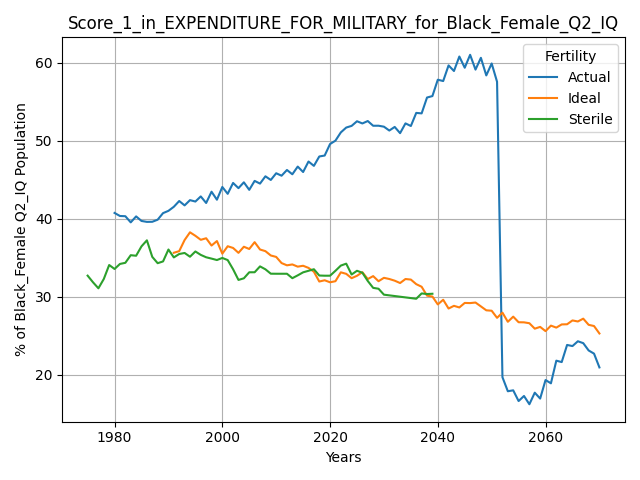 Score_1_in_EXPENDITURE_FOR_MILITARY_for_Black_Female_Q2_IQ
% of Black_Female Q2_IQ Population
60
50
40
30
20
Fertility
Actual
Ideal
Sterile
1980 2000 2020 2040 2060
Years